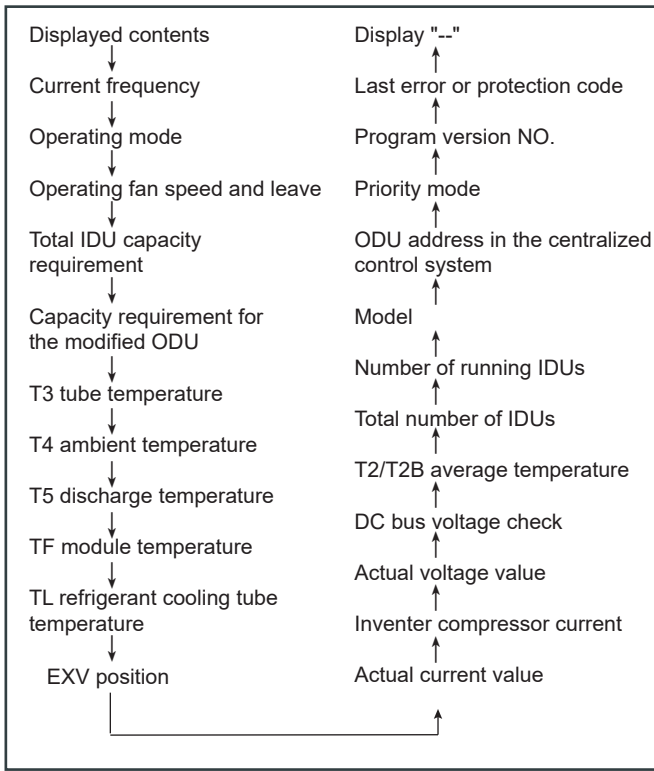 Displayed contents
Current frequency
Operating mode
Operating fan speed and leave
Total IDU capacity
requirement
Capacity requirement for
the modified ODU
T3 tube temperature
T4 ambient temperature
T5 discharge temperature
TF module temperature
TL refrigerant cooling tube
temperature
EXV position
Display "--"
Last error or protection code
Program version NO.
Priority mode
ODU address in the centralized
control system
Model
Number of running IDUs
Total number of IDUs
T2/T2B average temperature
DC bus voltage check
Actual voltage value
Inventer compressor current
Actual current value